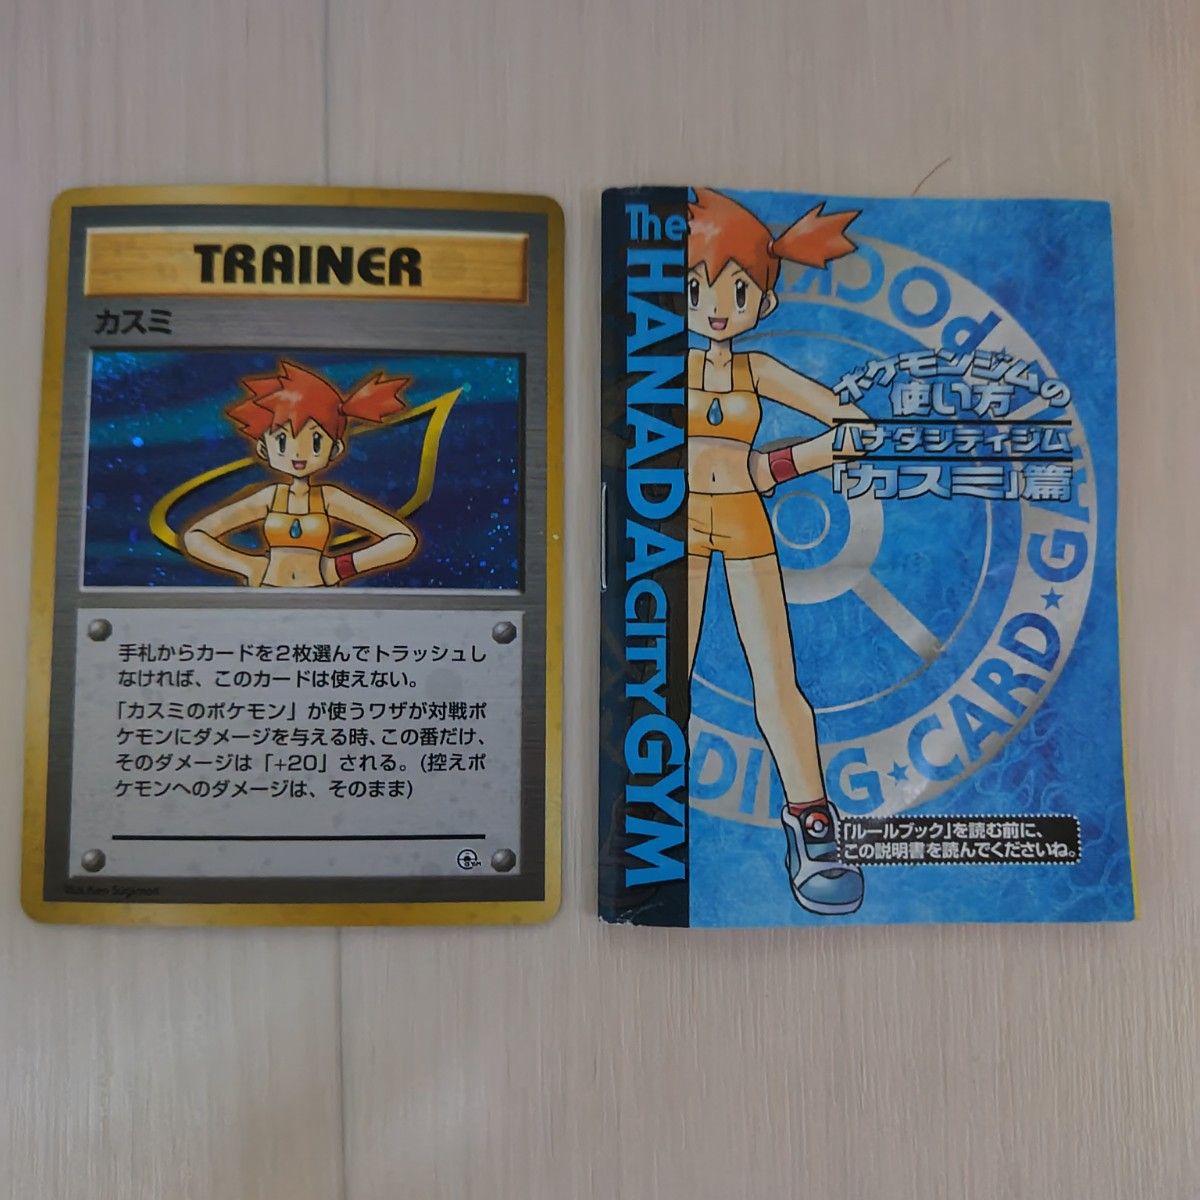 TRAINER
カスミ
手札からカードを2枚選んでトラッシュし
なければ、このカードは使えない。
「カスミのポケモン」が使うワザが対戦ポ
ケモンにダメージを与える時、この番だけ、
そのダメージは「+20」される。(控えポ
ケモンへのダメージは、そのまま)
Illus. Ken Sugimori
The HANADA CITY GYM
ポケモンジムの
使い方
ハナダシティジム
「カスミ」篇
CARD★G
「ルールブック」を読む前に、
この説明書を読んでくださいね。